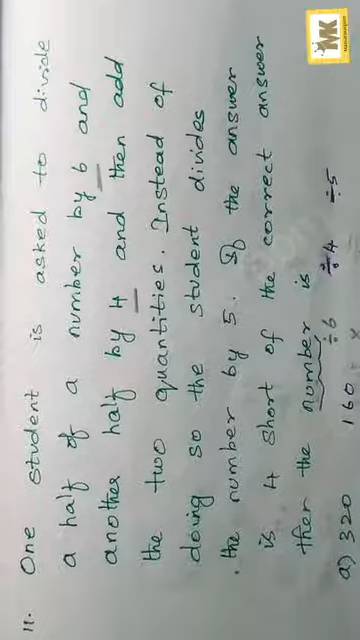 11. One student is asked to divide
a half of a number by 6 and
another half by 4 and then add
the two quantities. Instead of
doing so the student divides
the number by 5. If the answer
is 4 short of the correct answer
then the number is
÷6 ÷4 ÷5
a) 320 160
MK